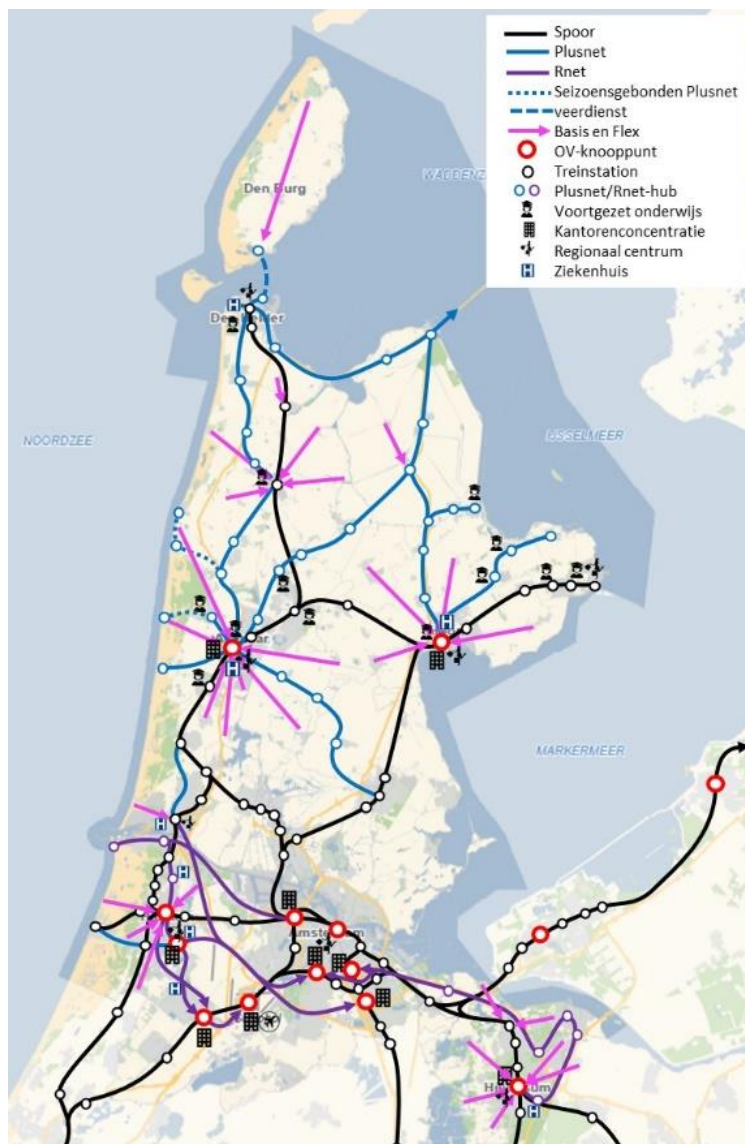 Spoor
Plusnet
Rnet
Seizoensgebonden Plusnet
veerdienst
Basis en Flex
OV-knooppunt
Treinstation
Plusnet/Rnet-hub
Voortgezet onderwijs
Kantorenconcentratie
Regionaal centrum
Ziekenhuis
Den Burg
NOORDZEE
IJSSELMEER
MARKERMEER
H
H
H
H
H
H
H
H
H